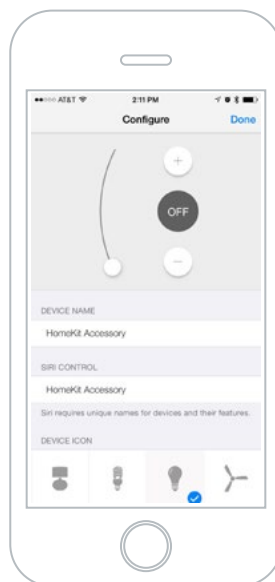 AT&T 2:11 PM
Configure Done
+
OFF
−
DEVICE NAME
HomeKit Accessory
SIRI CONTROL
HomeKit Accessory
Siri requires unique names for devices and their features.
DEVICE ICON